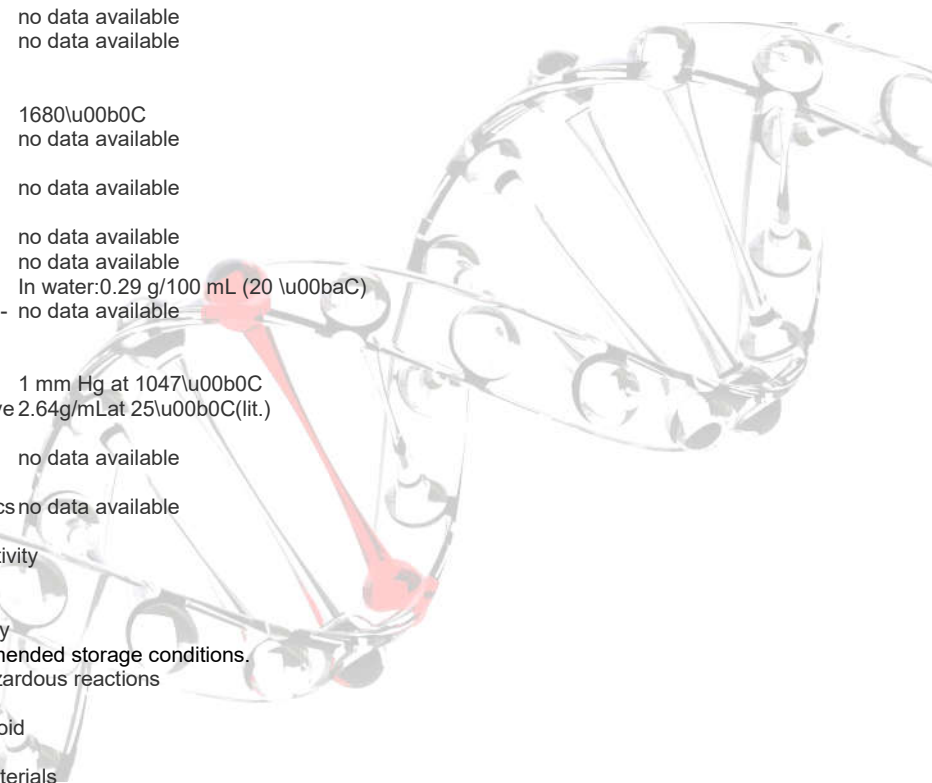 no data available
no data available
1680\u00b0C
no data available
no data available
no data available
no data available
In water:0.29 g/100 mL (20 \u00baC)
- no data available
1 mm Hg at 1047\u00b0C
ve 2.64g/mLat 25\u00b0C(lit.)
no data available
cs no data available
tivity
y
mended storage conditions.
zardous reactions
oid
terials